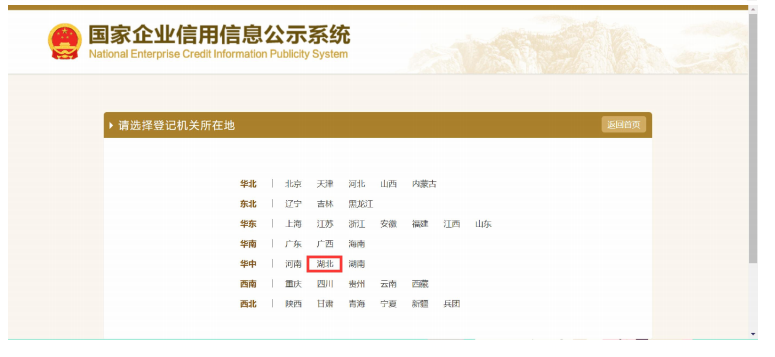 国家企业信用信息公示系统
National Enterprise Credit Information Publicity System
请选择登记机关所在地 返回首页
华北 | 北京 天津 河北 山西 内蒙古
东北 | 辽宁 吉林 黑龙江
华东 | 上海 江苏 浙江 安徽 福建 江西 山东
华南 | 广东 广西 海南
华中 | 河南 湖北 湖南
西南 | 重庆 四川 贵州 云南 西藏
西北 | 陕西 甘肃 青海 宁夏 新疆 兵团